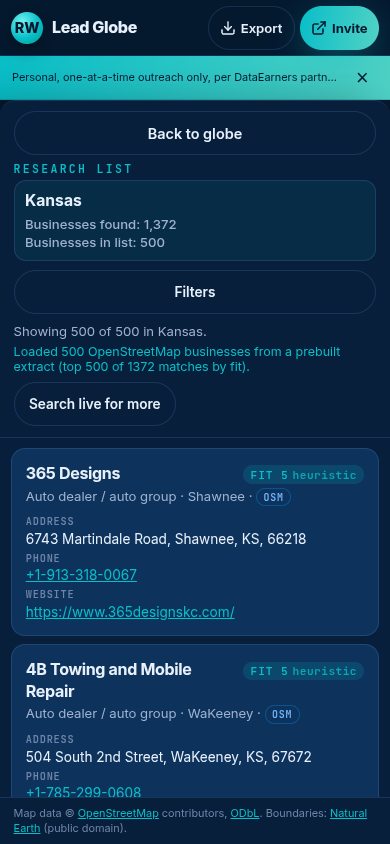 RW Lead Globe Export Invite
Personal, one-at-a-time outreach only, per DataEarners partn... ✕
Back to globe
RESEARCH LIST
Kansas
Businesses found: 1,372
Businesses in list: 500
Filters
Showing 500 of 500 in Kansas.
Loaded 500 OpenStreetMap businesses from a prebuilt
extract (top 500 of 1372 matches by fit).
Search live for more
365 Designs FIT 5 heuristic
Auto dealer / auto group · Shawnee · OSM
ADDRESS
6743 Martindale Road, Shawnee, KS, 66218
PHONE
+1-913-318-0067
WEBSITE
https://www.365designskc.com/
4B Towing and Mobile FIT 5 heuristic
Repair
Auto dealer / auto group · WaKeeney · OSM
ADDRESS
504 South 2nd Street, WaKeeney, KS, 67672
PHONE
+1-785-299-0608
Map data © OpenStreetMap contributors, ODbL. Boundaries: Natural
Earth (public domain).